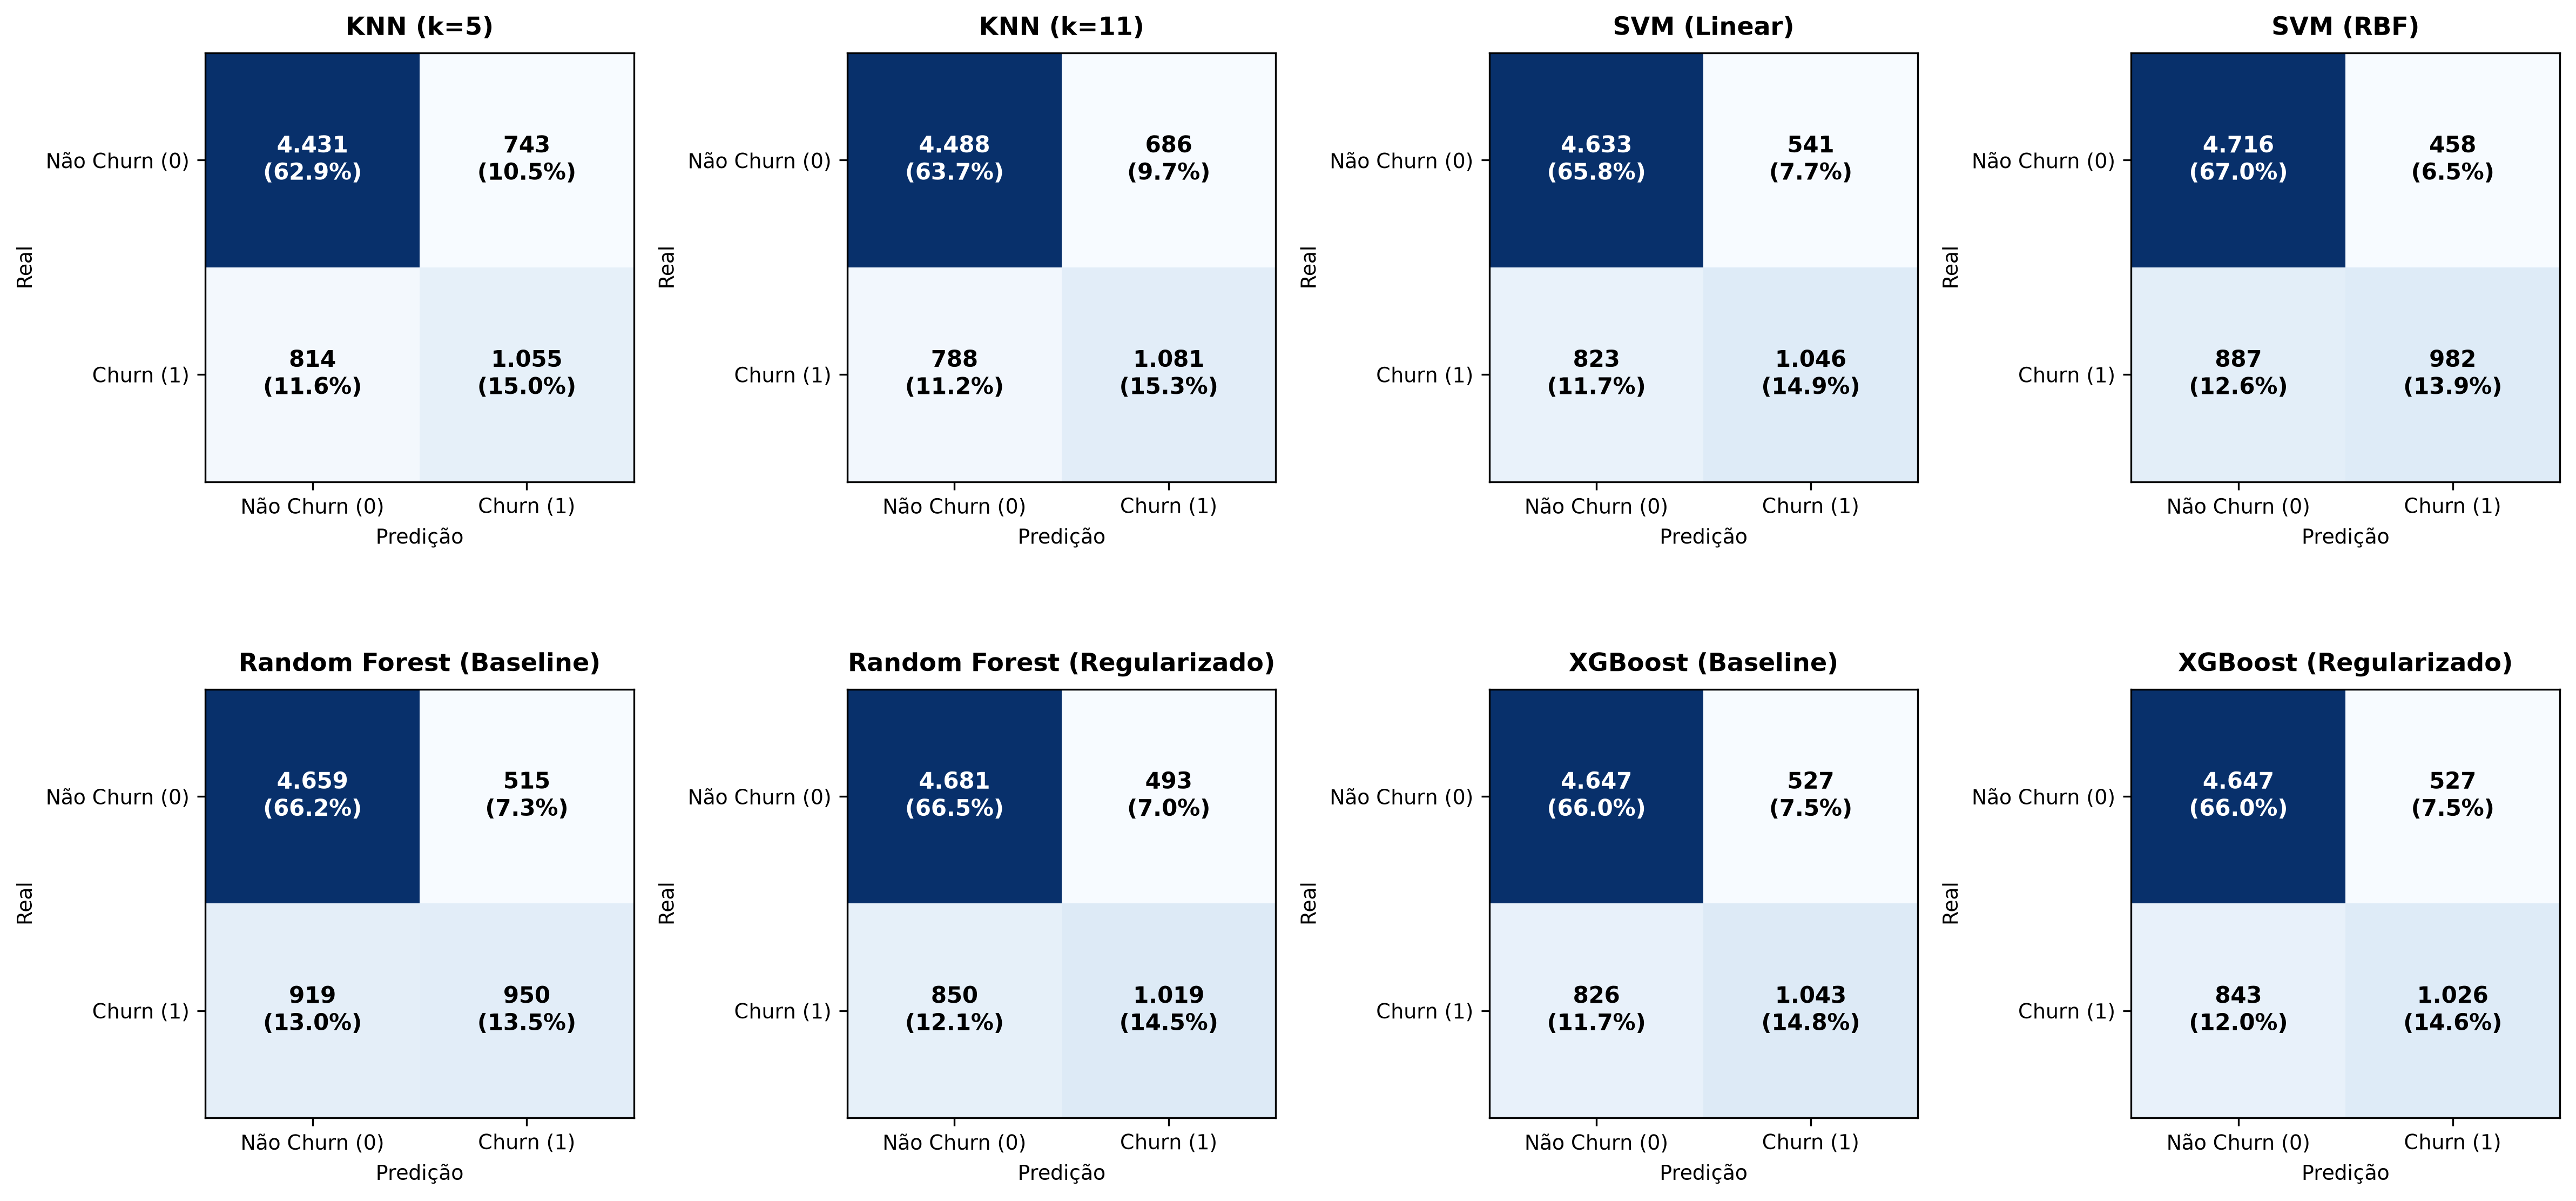 KNN (k=5)
Não Churn (0)
4.431
(62.9%)
743
(10.5%)
Real
Churn (1)
814
(11.6%)
1.055
(15.0%)
Não Churn (0)
Churn (1)
Predição
KNN (k=11)
Não Churn (0)
4.488
(63.7%)
686
(9.7%)
Real
Churn (1)
788
(11.2%)
1.081
(15.3%)
Não Churn (0)
Churn (1)
Predição
SVM (Linear)
Não Churn (0)
4.633
(65.8%)
541
(7.7%)
Real
Churn (1)
823
(11.7%)
1.046
(14.9%)
Não Churn (0)
Churn (1)
Predição
SVM (RBF)
Não Churn (0)
4.716
(67.0%)
458
(6.5%)
Real
Churn (1)
887
(12.6%)
982
(13.9%)
Não Churn (0)
Churn (1)
Predição
Random Forest (Baseline)
Não Churn (0)
4.659
(66.2%)
515
(7.3%)
Real
Churn (1)
919
(13.0%)
950
(13.5%)
Não Churn (0)
Churn (1)
Predição
Random Forest (Regularizado)
Não Churn (0)
4.681
(66.5%)
493
(7.0%)
Real
Churn (1)
850
(12.1%)
1.019
(14.5%)
Não Churn (0)
Churn (1)
Predição
XGBoost (Baseline)
Não Churn (0)
4.647
(66.0%)
527
(7.5%)
Real
Churn (1)
826
(11.7%)
1.043
(14.8%)
Não Churn (0)
Churn (1)
Predição
XGBoost (Regularizado)
Não Churn (0)
4.647
(66.0%)
527
(7.5%)
Real
Churn (1)
843
(12.0%)
1.026
(14.6%)
Não Churn (0)
Churn (1)
Predição